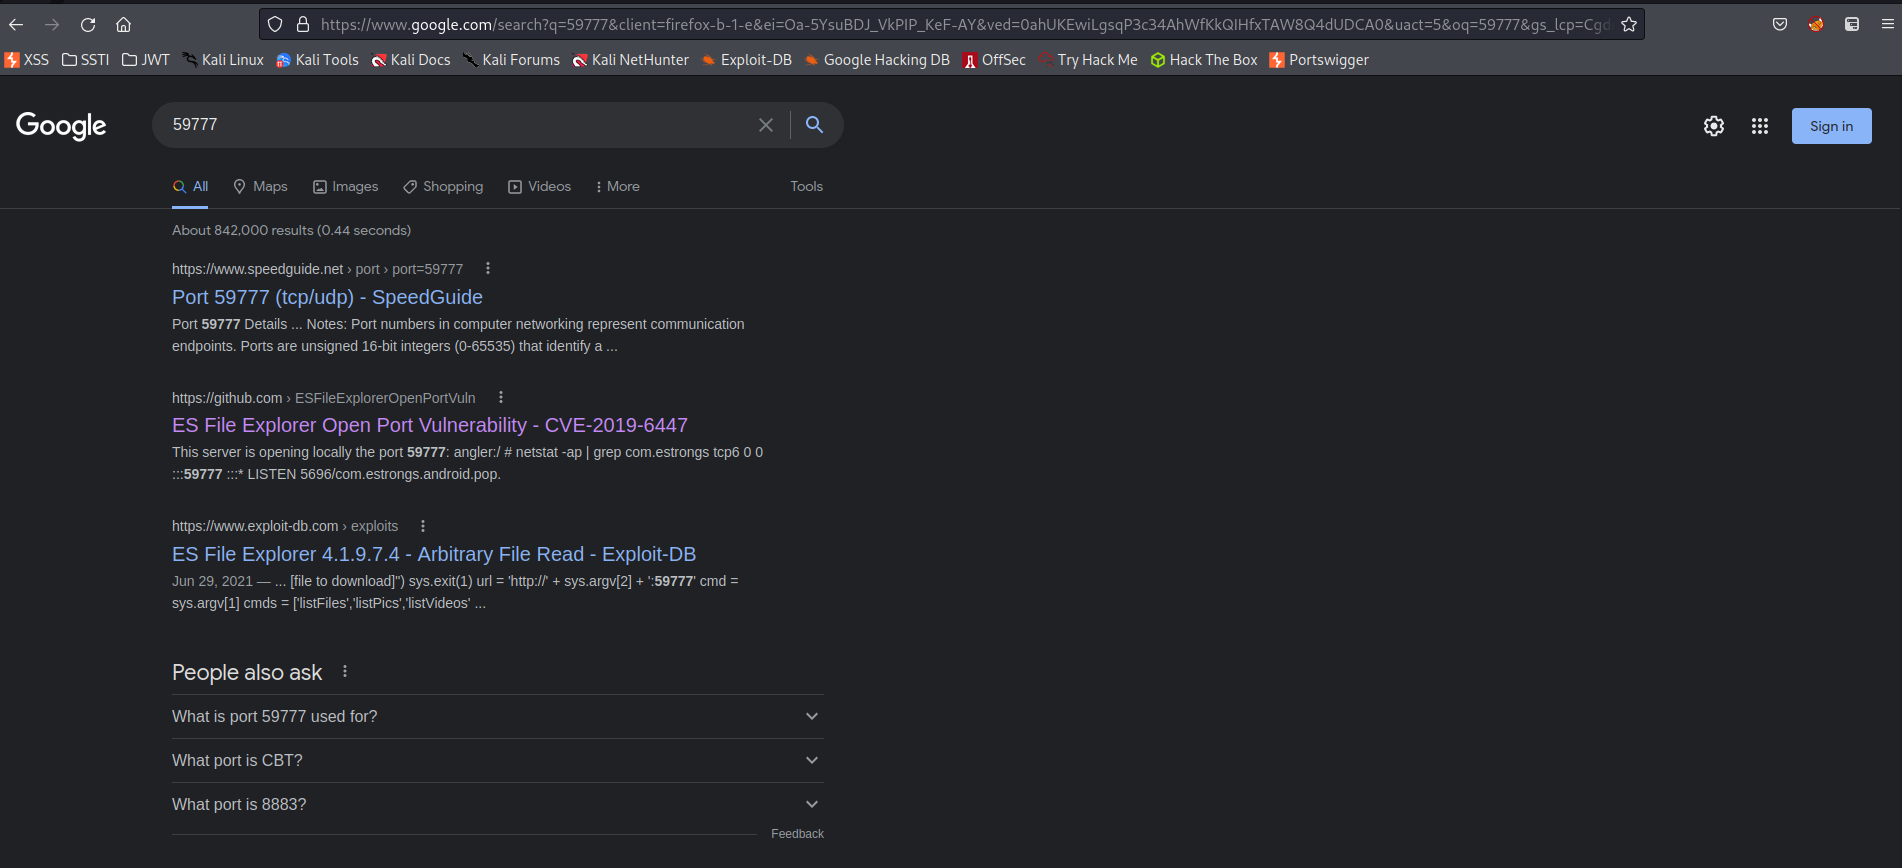 https://www.google.com/search?q=59777&client=firefox-b-1-e&ei=Oa-5YsuBDJ_VkPIP_KeF-AY&ved=0ahUKEwiLgsqP3c34AhWfKkQIHfxTAW8Q4dUDCA0&uact=5&oq=59777&gs_lcp=Cgd
XSS SSTI JWT Kali Linux Kali Tools Kali Docs Kali Forums Kali NetHunter Exploit-DB Google Hacking DB OffSec Try Hack Me Hack The Box Portswigger
Google 59777 Sign in
All Maps Images Shopping Videos More Tools
About 842,000 results (0.44 seconds)
https://www.speedguide.net › port › port=59777
Port 59777 (tcp/udp) - SpeedGuide
Port 59777 Details ... Notes: Port numbers in computer networking represent communication
endpoints. Ports are unsigned 16-bit integers (0-65535) that identify a ...
https://github.com › ESFileExplorerOpenPortVuln
ES File Explorer Open Port Vulnerability - CVE-2019-6447
This server is opening locally the port 59777: angler:/ # netstat -ap | grep com.estrongs tcp6 0 0
:::59777 :::* LISTEN 5696/com.estrongs.android.pop.
https://www.exploit-db.com › exploits
ES File Explorer 4.1.9.7.4 - Arbitrary File Read - Exploit-DB
Jun 29, 2021 — ... [file to download]") sys.exit(1) url = 'http://' + sys.argv[2] + ':59777' cmd =
sys.argv[1] cmds = ['listFiles','listPics','listVideos' ...
People also ask
What is port 59777 used for?
What port is CBT?
What port is 8883?
Feedback